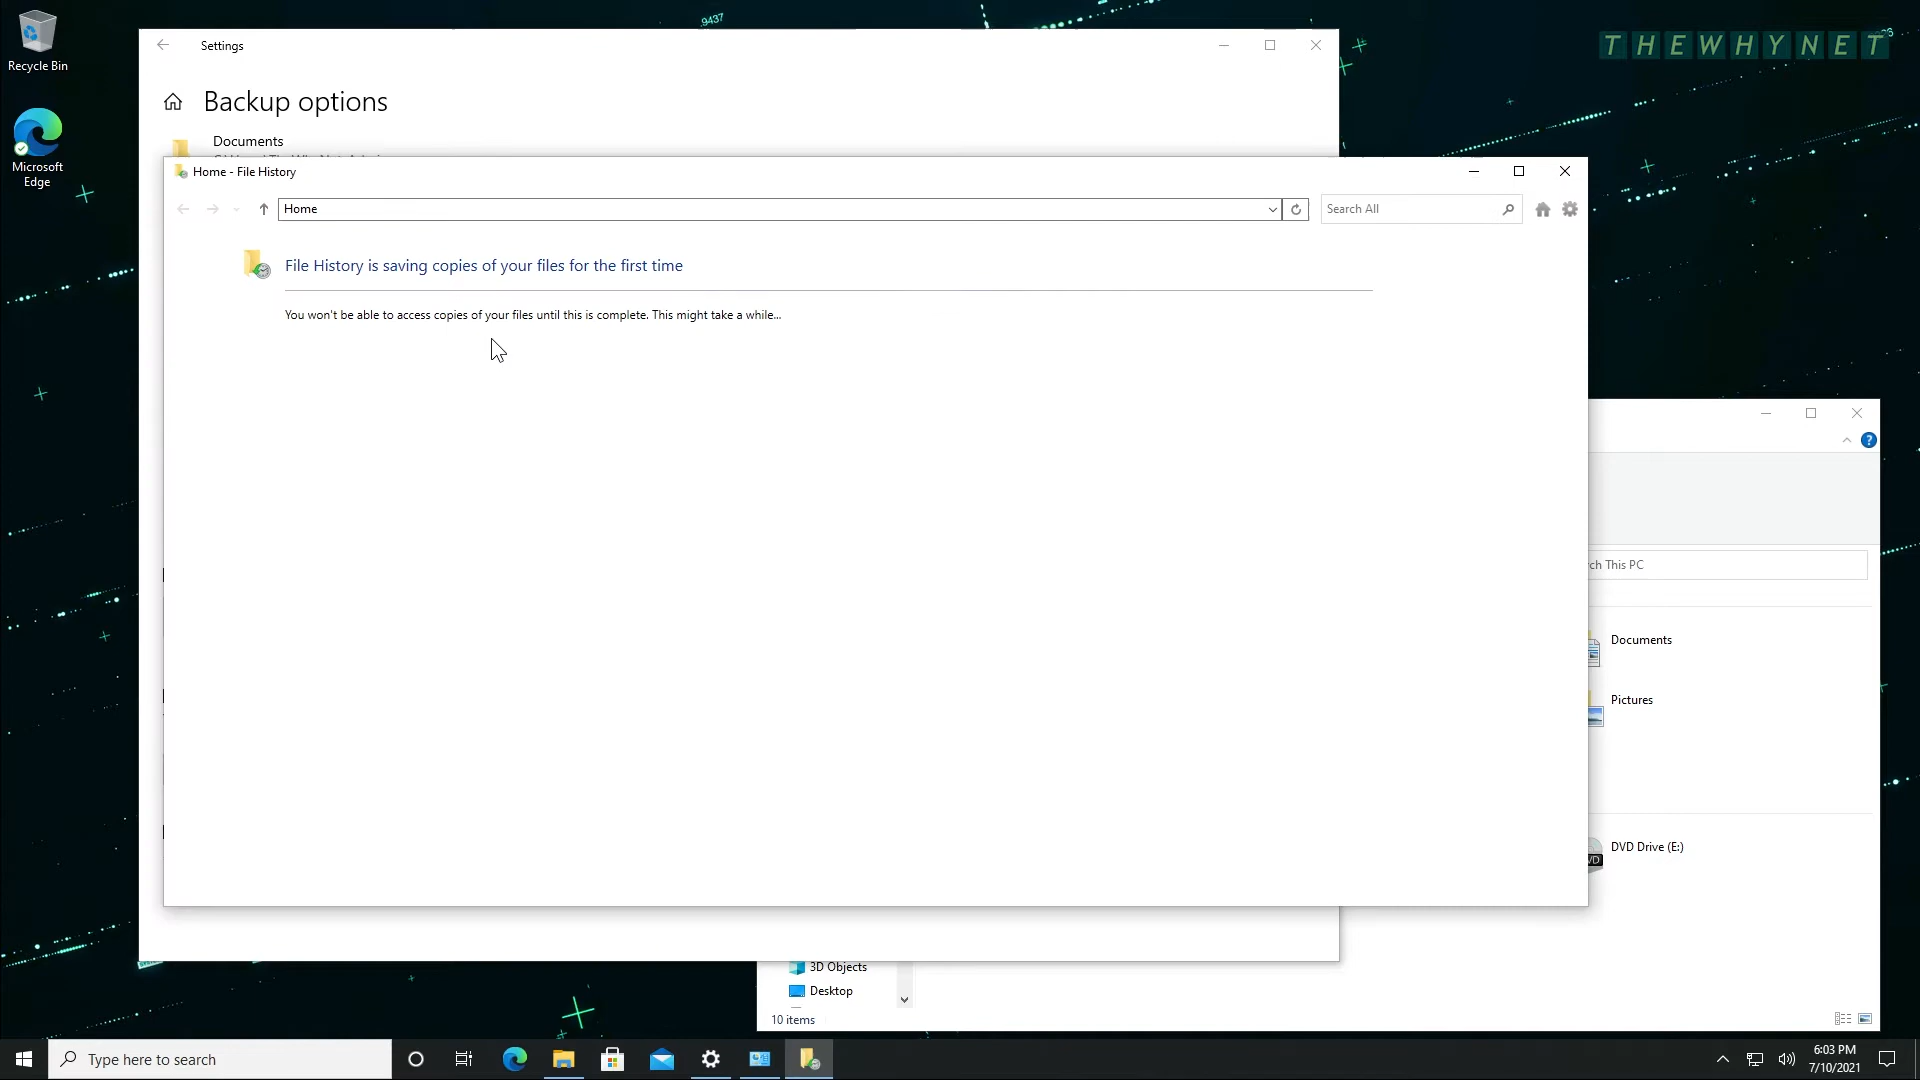 9437
THEWHYNET
Recycle Bin
Microsoft
Edge
Settings
Backup options
Documents
Home - File History
Home
Search All
File History is saving copies of your files for the first time
You won't be able to access copies of your files until this is complete. This might take a while...
ch This PC
Documents
Pictures
DVD Drive (E:)
3D Objects
Desktop
10 items
Type here to search
6:03 PM
7/10/2021